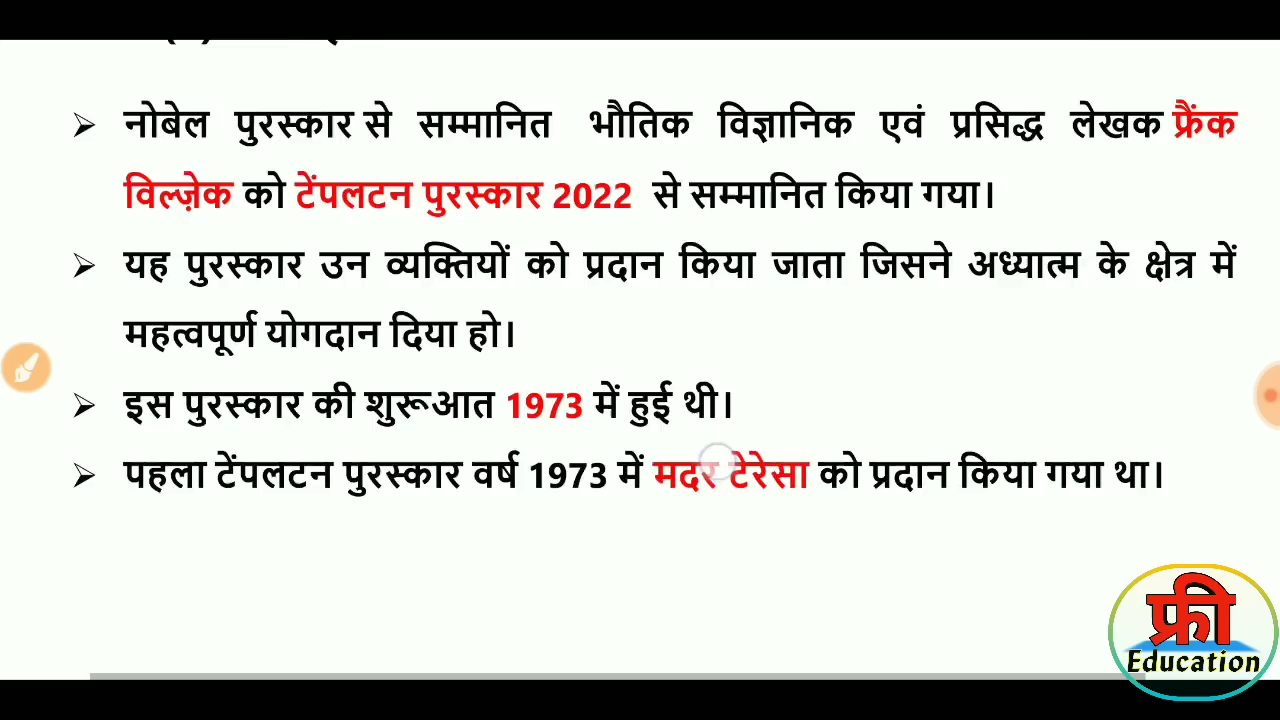 ➢ नोबेल पुरस्कार से सम्मानित भौतिक विज्ञानिक एवं प्रसिद्ध लेखक फ्रैंक
विल्ज़ेक को टेंपलटन पुरस्कार 2022 से सम्मानित किया गया।
➢ यह पुरस्कार उन व्यक्तियों को प्रदान किया जाता जिसने अध्यात्म के क्षेत्र में
महत्वपूर्ण योगदान दिया हो।
➢ इस पुरस्कार की शुरूआत 1973 में हुई थी।
➢ पहला टेंपलटन पुरस्कार वर्ष 1973 में मदर टेरेसा को प्रदान किया गया था।
फ्री
Education